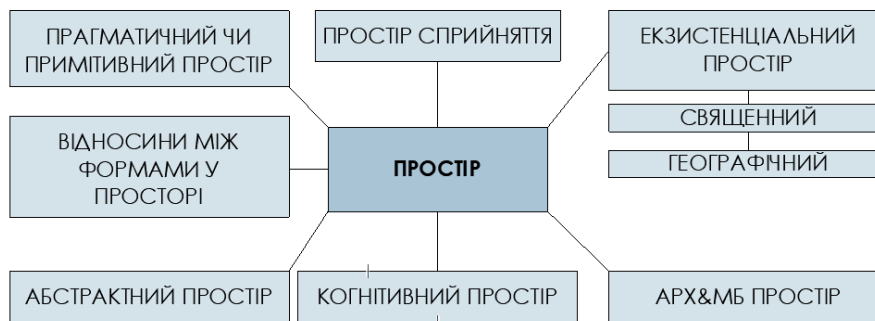 ПРАГМАТИЧНИЙ ЧИ
ПРИМІТИВНИЙ ПРОСТІР
ПРОСТІР СПРИЙНЯТТЯ
ЕКЗИСТЕНЦІАЛЬНИЙ
ПРОСТІР
СВЯЩЕННИЙ
ГЕОГРАФІЧНИЙ
ВІДНОСИНИ МІЖ
ФОРМАМИ У
ПРОСТОРІ
ПРОСТІР
АБСТРАКТНИЙ ПРОСТІР
КОГНІТИВНИЙ ПРОСТІР
АРХ&МБ ПРОСТІР